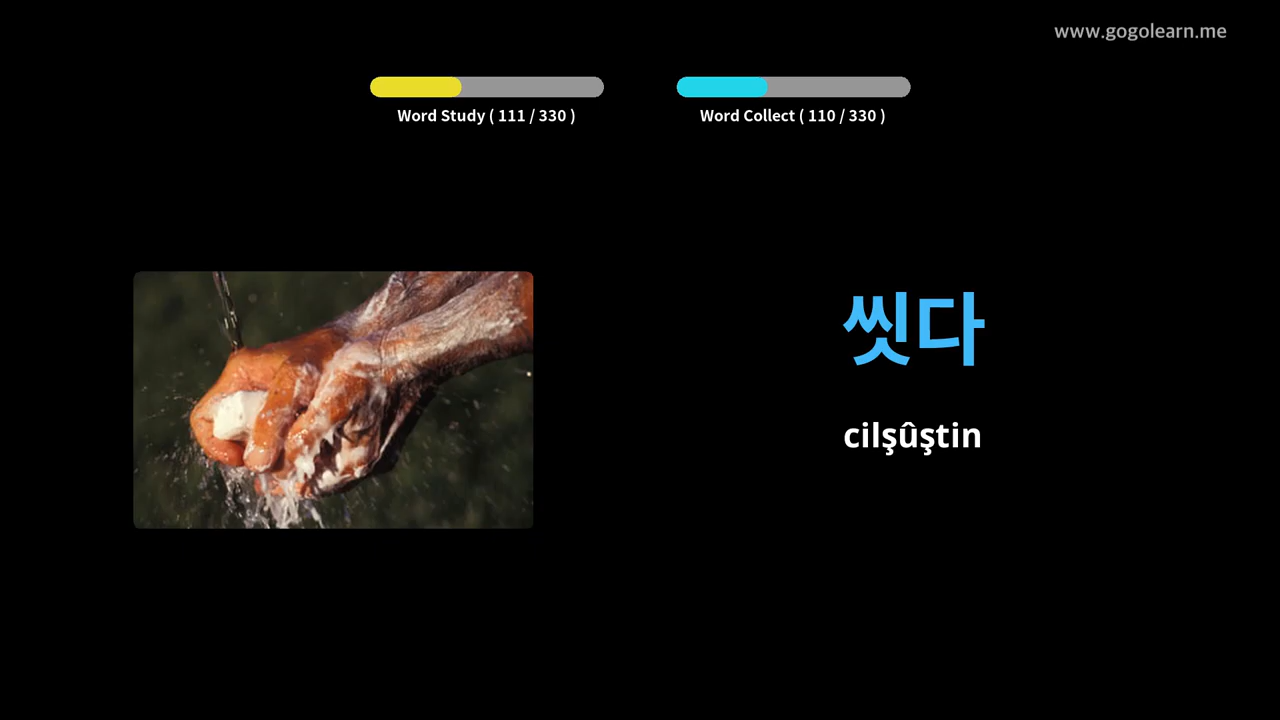 www.gogolearn.me
Word Study ( 111 / 330 )
Word Collect ( 110 / 330 )
씻다
cilşûştin